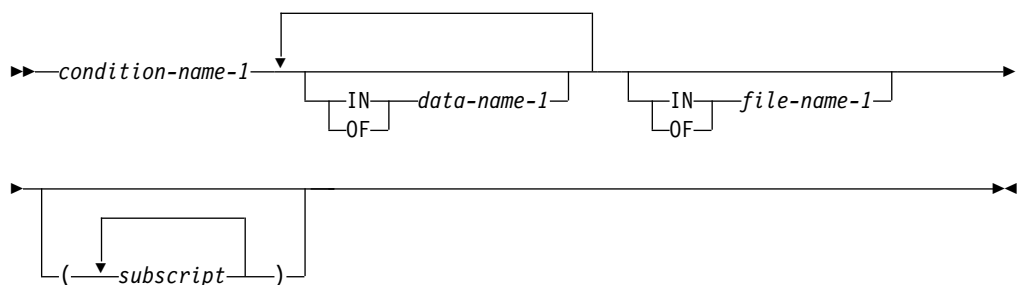 condition-name-1 IN data-name-1 IN file-name-1
OF OF
( subscript )